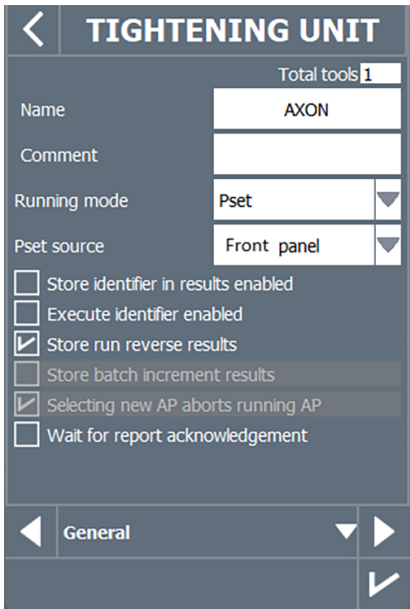 TIGHTENING UNIT
Total tools 1
Name AXON
Comment
Running mode Pset
Pset source Front panel
Store identifier in results enabled
Execute identifier enabled
Store run reverse results
Store batch increment results
Selecting new AP aborts running AP
Wait for report acknowledgement
General